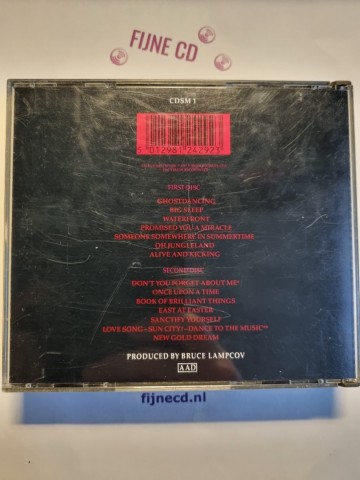 FIJNE CD
CDSM 1
5 012981 242923
FIRST DISC
GHOSTDANCING
BIG SLEEP
WATERFRONT
PROMISED YOU A MIRACLE
SOMEONE SOMEWHERE IN SUMMERTIME
OH JUNGLELAND
ALIVE AND KICKING
SECOND DISC
DON'T YOU FORGET ABOUT ME*
ONCE UPON A TIME
BOOK OF BRILLIANT THINGS
EAST AT EASTER
SANCTIFY YOURSELF
LOVE SONG – SUN CITY! – DANCE TO THE MUSIC**
NEW GOLD DREAM
PRODUCED BY BRUCE LAMPCOV
AAD
fijnecd.nl